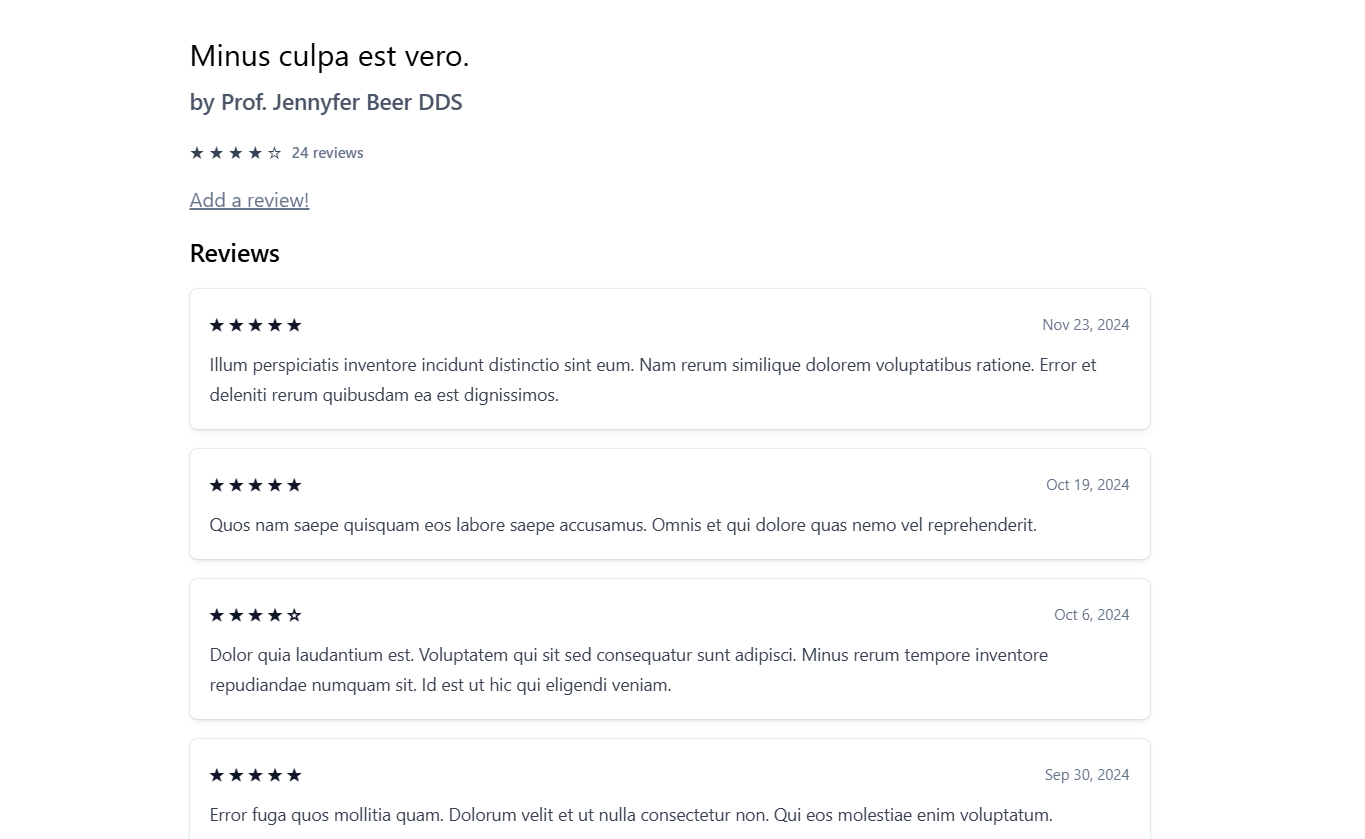 Minus culpa est vero.
by Prof. Jennyfer Beer DDS
★ ★ ★ ★ ☆ 24 reviews
Add a review!
Reviews
★★★★★ Nov 23, 2024
Illum perspiciatis inventore incidunt distinctio sint eum. Nam rerum similique dolorem voluptatibus ratione. Error et
deleniti rerum quibusdam ea est dignissimos.
★★★★★ Oct 19, 2024
Quos nam saepe quisquam eos labore saepe accusamus. Omnis et qui dolore quas nemo vel reprehenderit.
★★★★☆ Oct 6, 2024
Dolor quia laudantium est. Voluptatem qui sit sed consequatur sunt adipisci. Minus rerum tempore inventore
repudiandae numquam sit. Id est ut hic qui eligendi veniam.
★★★★★ Sep 30, 2024
Error fuga quos mollitia quam. Dolorum velit et ut nulla consectetur non. Qui eos molestiae enim voluptatum.